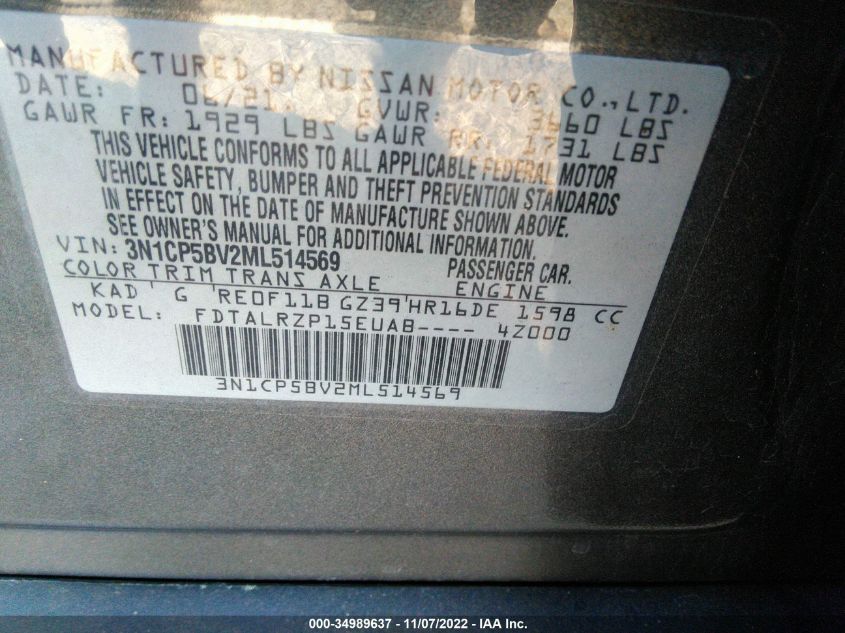 MANUFACTURED BY NISSAN MOTOR CO.,LTD.
DATE: 06/21 GVWR: 3660 LBS
GAWR FR: 1929 LBS GAWR RR: 1731 LBS
THIS VEHICLE CONFORMS TO ALL APPLICABLE FEDERAL MOTOR
VEHICLE SAFETY, BUMPER AND THEFT PREVENTION STANDARDS
IN EFFECT ON THE DATE OF MANUFACTURE SHOWN ABOVE.
SEE OWNER'S MANUAL FOR ADDITIONAL INFORMATION.
VIN: 3N1CP5BV2ML514569 PASSENGER CAR.
COLOR TRIM TRANS AXLE ENGINE
KAD G RE0F11B GZ39 HR16DE 1598 CC
MODEL: FDTALRZP15EUAB---- 4Z000
3N1CP5BV2ML514569
000-34989637 - 11/07/2022 - IAA Inc.